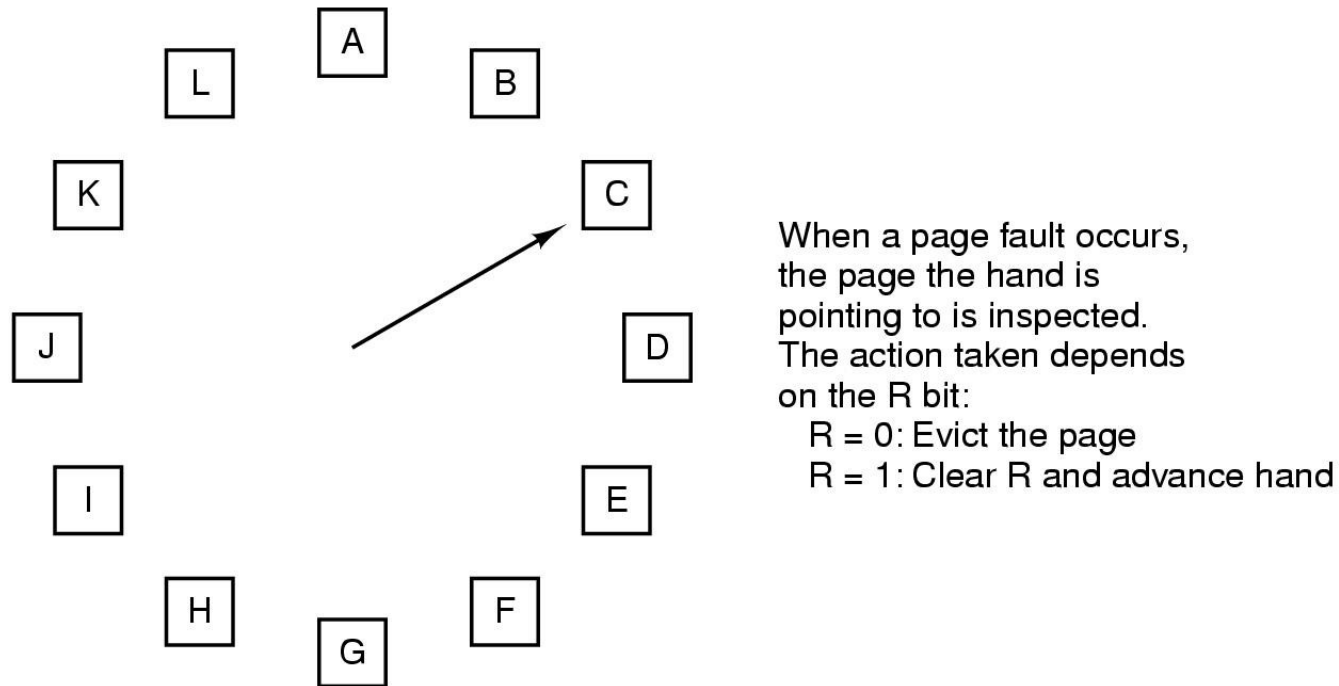 A
L
B
K
C
J
D
I
E
H
F
G
When a page fault occurs,
the page the hand is
pointing to is inspected.
The action taken depends
on the R bit:
R = 0: Evict the page
R = 1: Clear R and advance hand